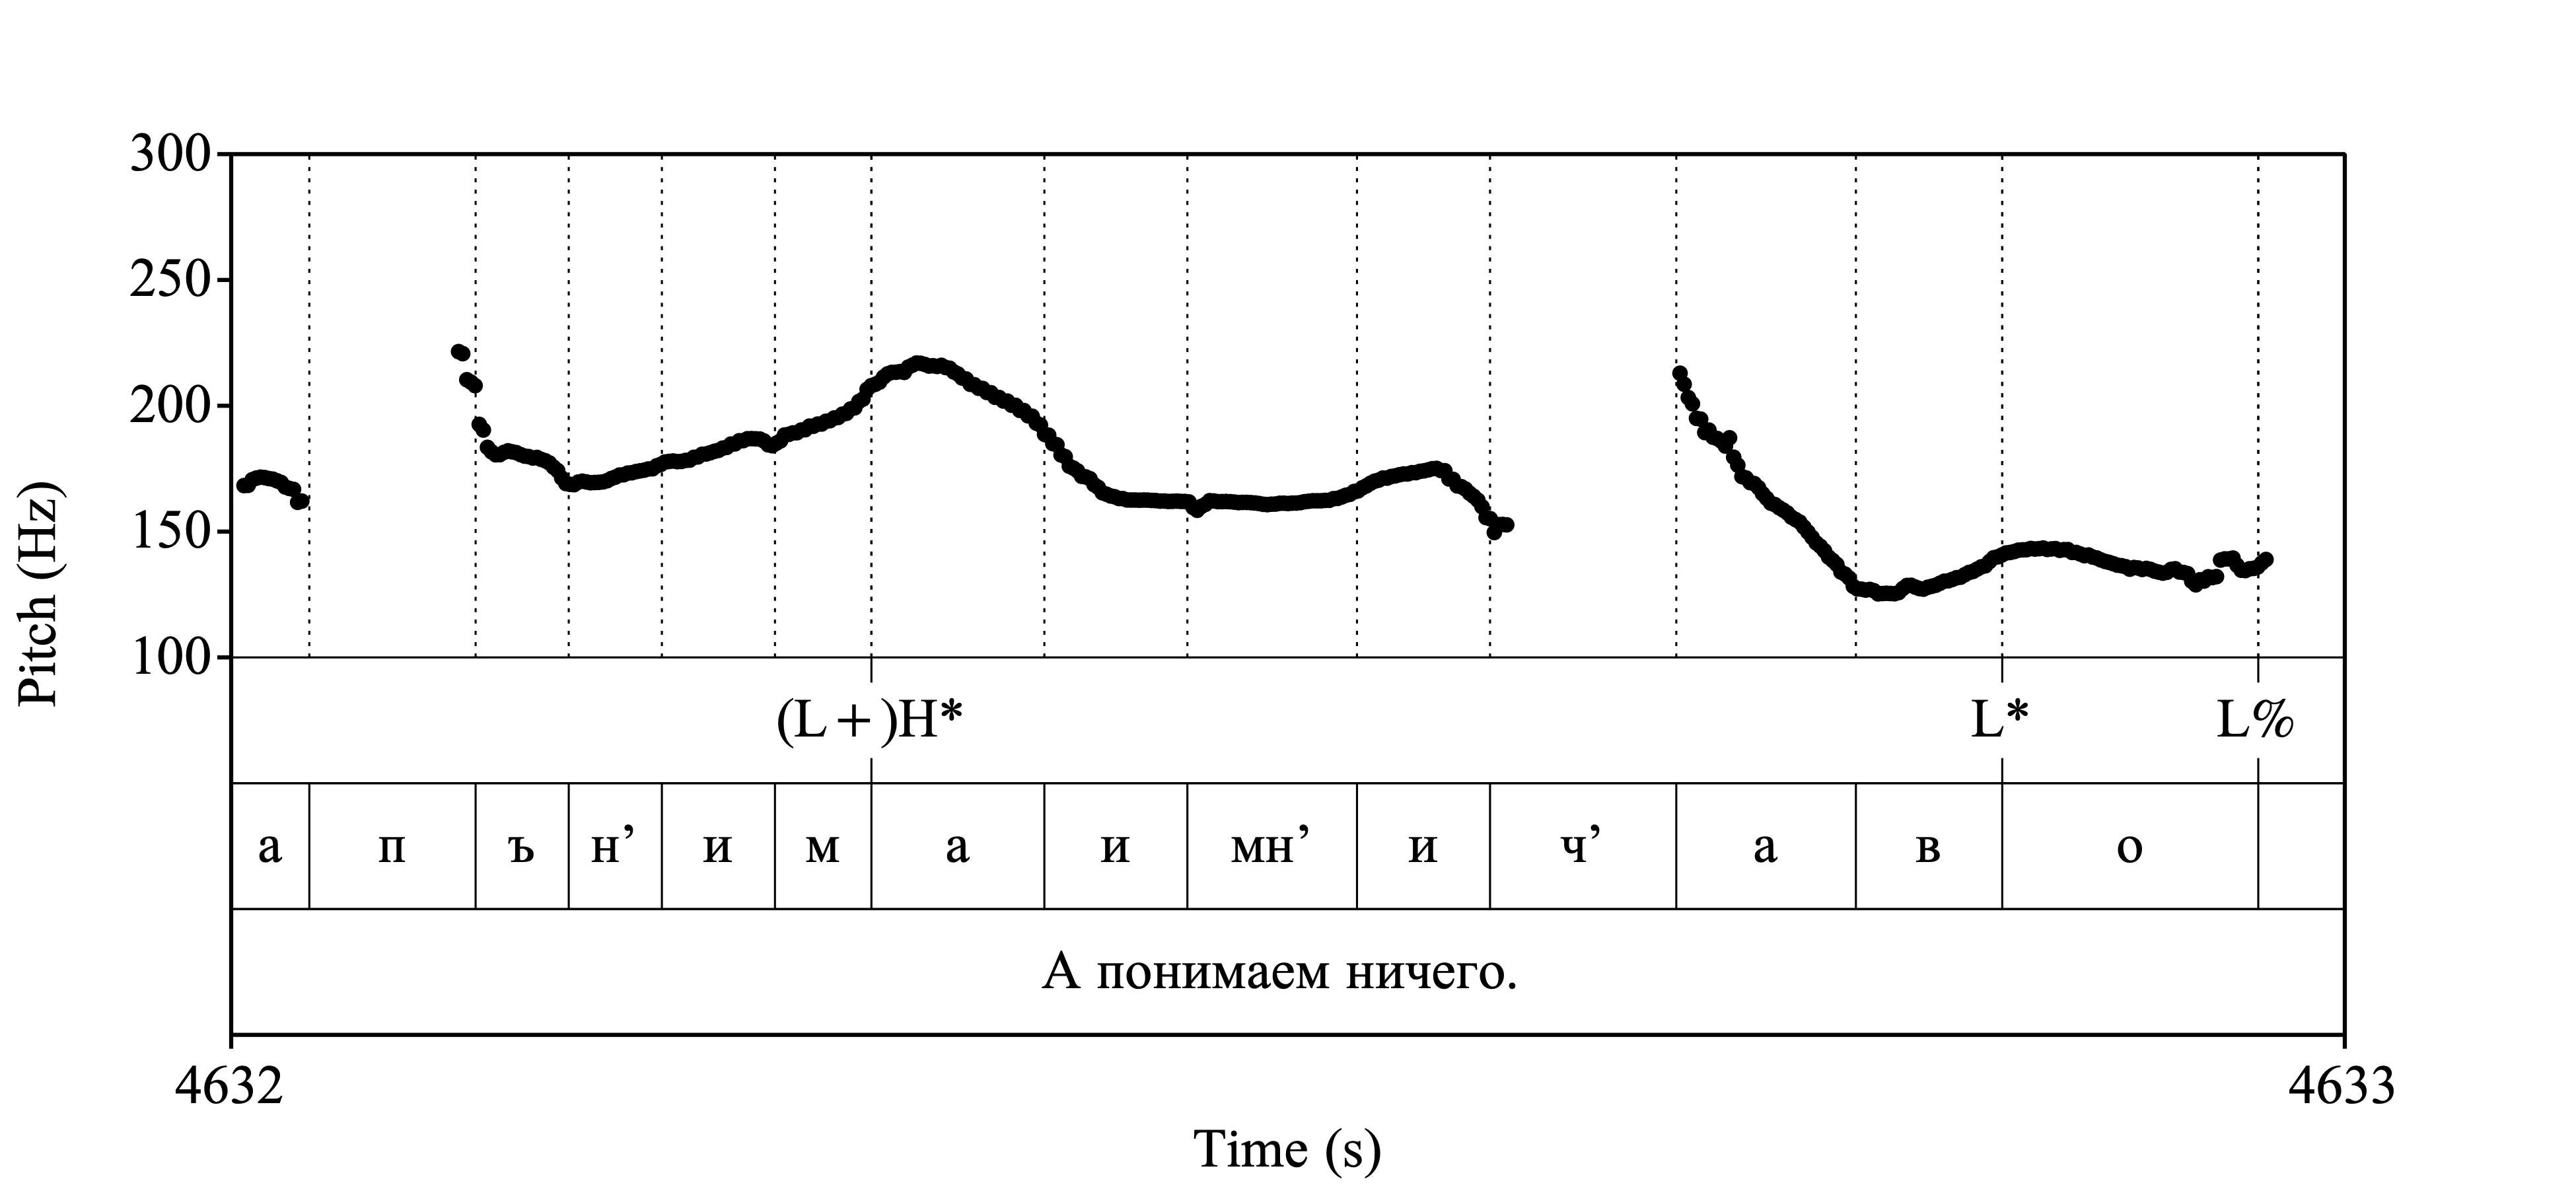 300
250
200
150
100
Pitch (Hz)
(L+)H* L* L%
а п ъ н’ и м а и мн’ и ч’ а в о
А понимаем ничего.
4632 4633
Time (s)